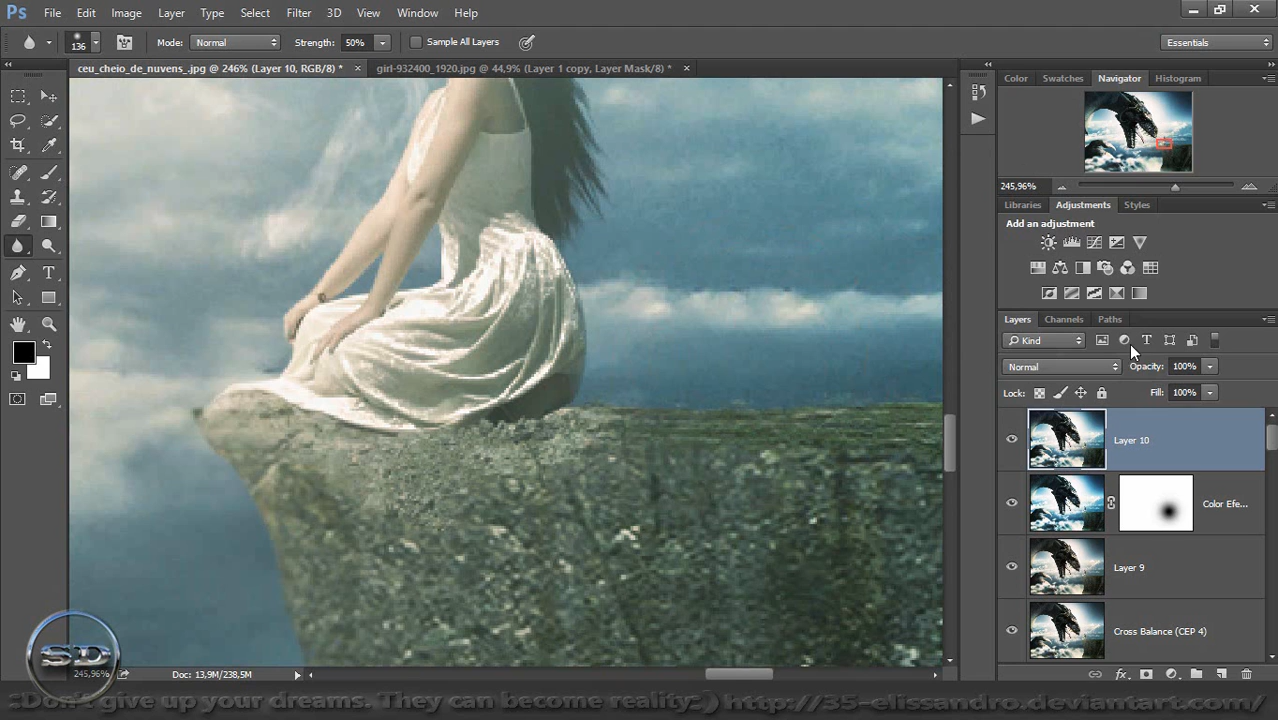 Ps File Edit Image Layer Type Select Filter 3D View Window Help
136 Mode: Normal Strength: 50% Sample All Layers Essentials
ceu_cheio_de_nuvens_.jpg @ 246% (Layer 10, RGB/8) * × girl-932400_1920.jpg @ 44,9% (Layer 1 copy, Layer Mask/8) * ×
Color Swatches Navigator Histogram
245,96%
Libraries Adjustments Styles
Add an adjustment
Layers Channels Paths
Kind
Normal Opacity: 100%
Lock: Fill: 100%
Layer 10
Color Efe...
Layer 9
Cross Balance (CEP 4)
SD
245,96% Doc: 13,9M/238,5M
:Don't give up your dreams. They can become reality:) http://35-elissandro.deviantart.com/